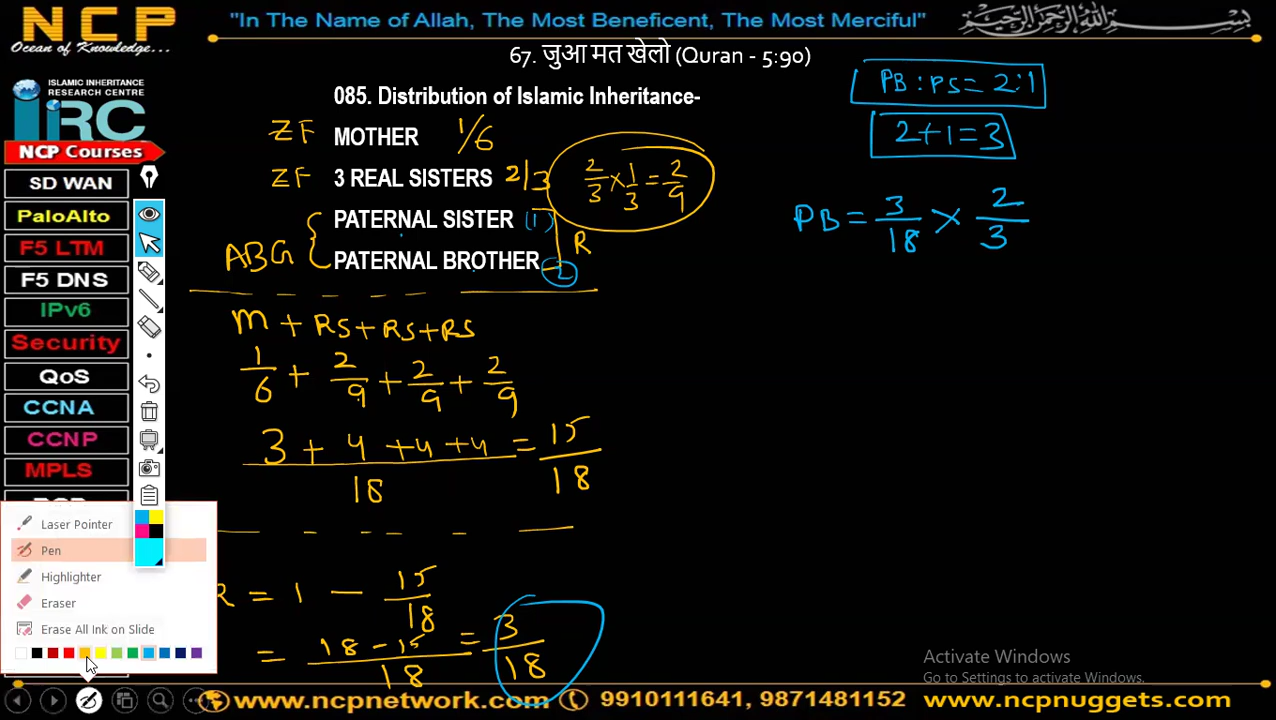 NCP
Ocean of Knowledge...
"In The Name of Allah, The Most Beneficent, The Most Merciful"
بِسْمِ اللهِ الرَّحْمٰنِ الرَّحِيْمِ
67. जुआ मत खेलो (Quran - 5:90)
ISLAMIC INHERITANCE
RESEARCH CENTRE
IRC
NCP Courses
SD WAN
PaloAlto
F5 LTM
F5 DNS
IPv6
Security
QoS
CCNA
CCNP
MPLS
085. Distribution of Islamic Inheritance-
ZF MOTHER 1/6
ZF 3 REAL SISTERS 2/3
2/3 × 1/3 = 2/9
PATERNAL SISTER (1)
ABG R
PATERNAL BROTHER 2
M + RS + RS + RS
1/6 + 2/9 + 2/9 + 2/9
3 + 4 + 4 + 4 / 18 = 15/18
R = 1 - 15/18
= 18 - 15 / 18 = 3/18
PB : PS = 2:1
2+1=3
PB = 3/18 × 2/3
Laser Pointer
Pen
Highlighter
Eraser
Erase All Ink on Slide
Activate Windows
Go to Settings to activate Windows.
www.ncpnetwork.com
9910111641, 9871481152
www.ncpnuggets.com